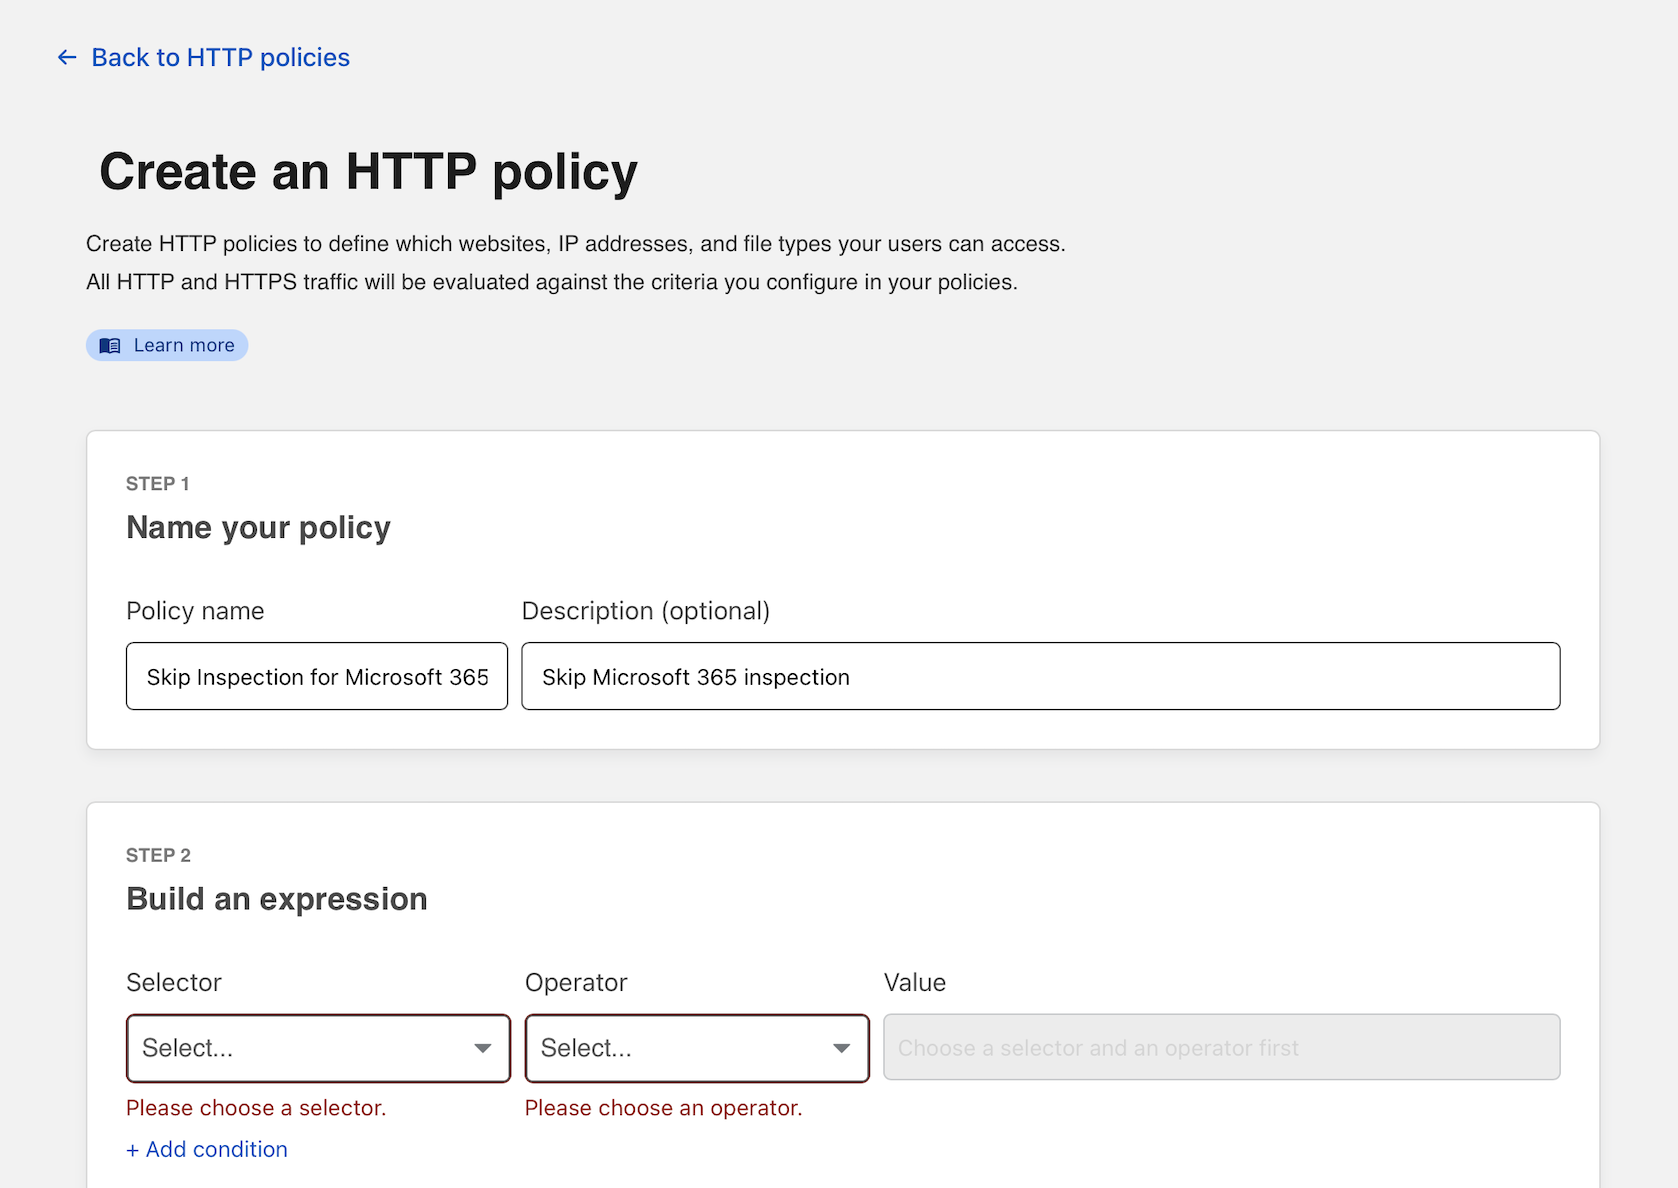 ← Back to HTTP policies
Create an HTTP policy
Create HTTP policies to define which websites, IP addresses, and file types your users can access.
All HTTP and HTTPS traffic will be evaluated against the criteria you configure in your policies.
Learn more
STEP 1
Name your policy
Policy name Description (optional)
Skip Inspection for Microsoft 365 Skip Microsoft 365 inspection
STEP 2
Build an expression
Selector Operator Value
Select... Select... Choose a selector and an operator first
Please choose a selector. Please choose an operator.
+ Add condition